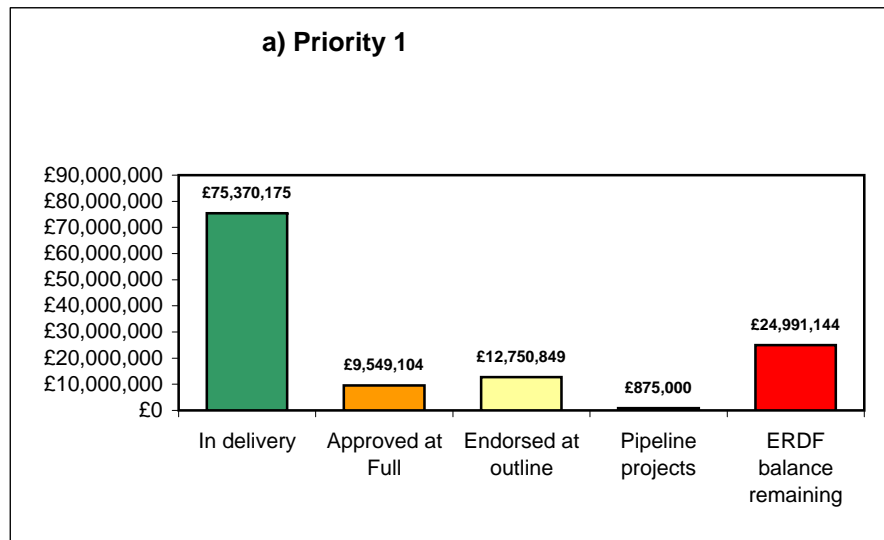 a) Priority 1
£90,000,000
£80,000,000
£70,000,000
£60,000,000
£50,000,000
£40,000,000
£30,000,000
£20,000,000
£10,000,000
£0
£75,370,175
£9,549,104
£12,750,849
£875,000
£24,991,144
In delivery
Approved at
Full
Endorsed at
outline
Pipeline
projects
ERDF
balance
remaining